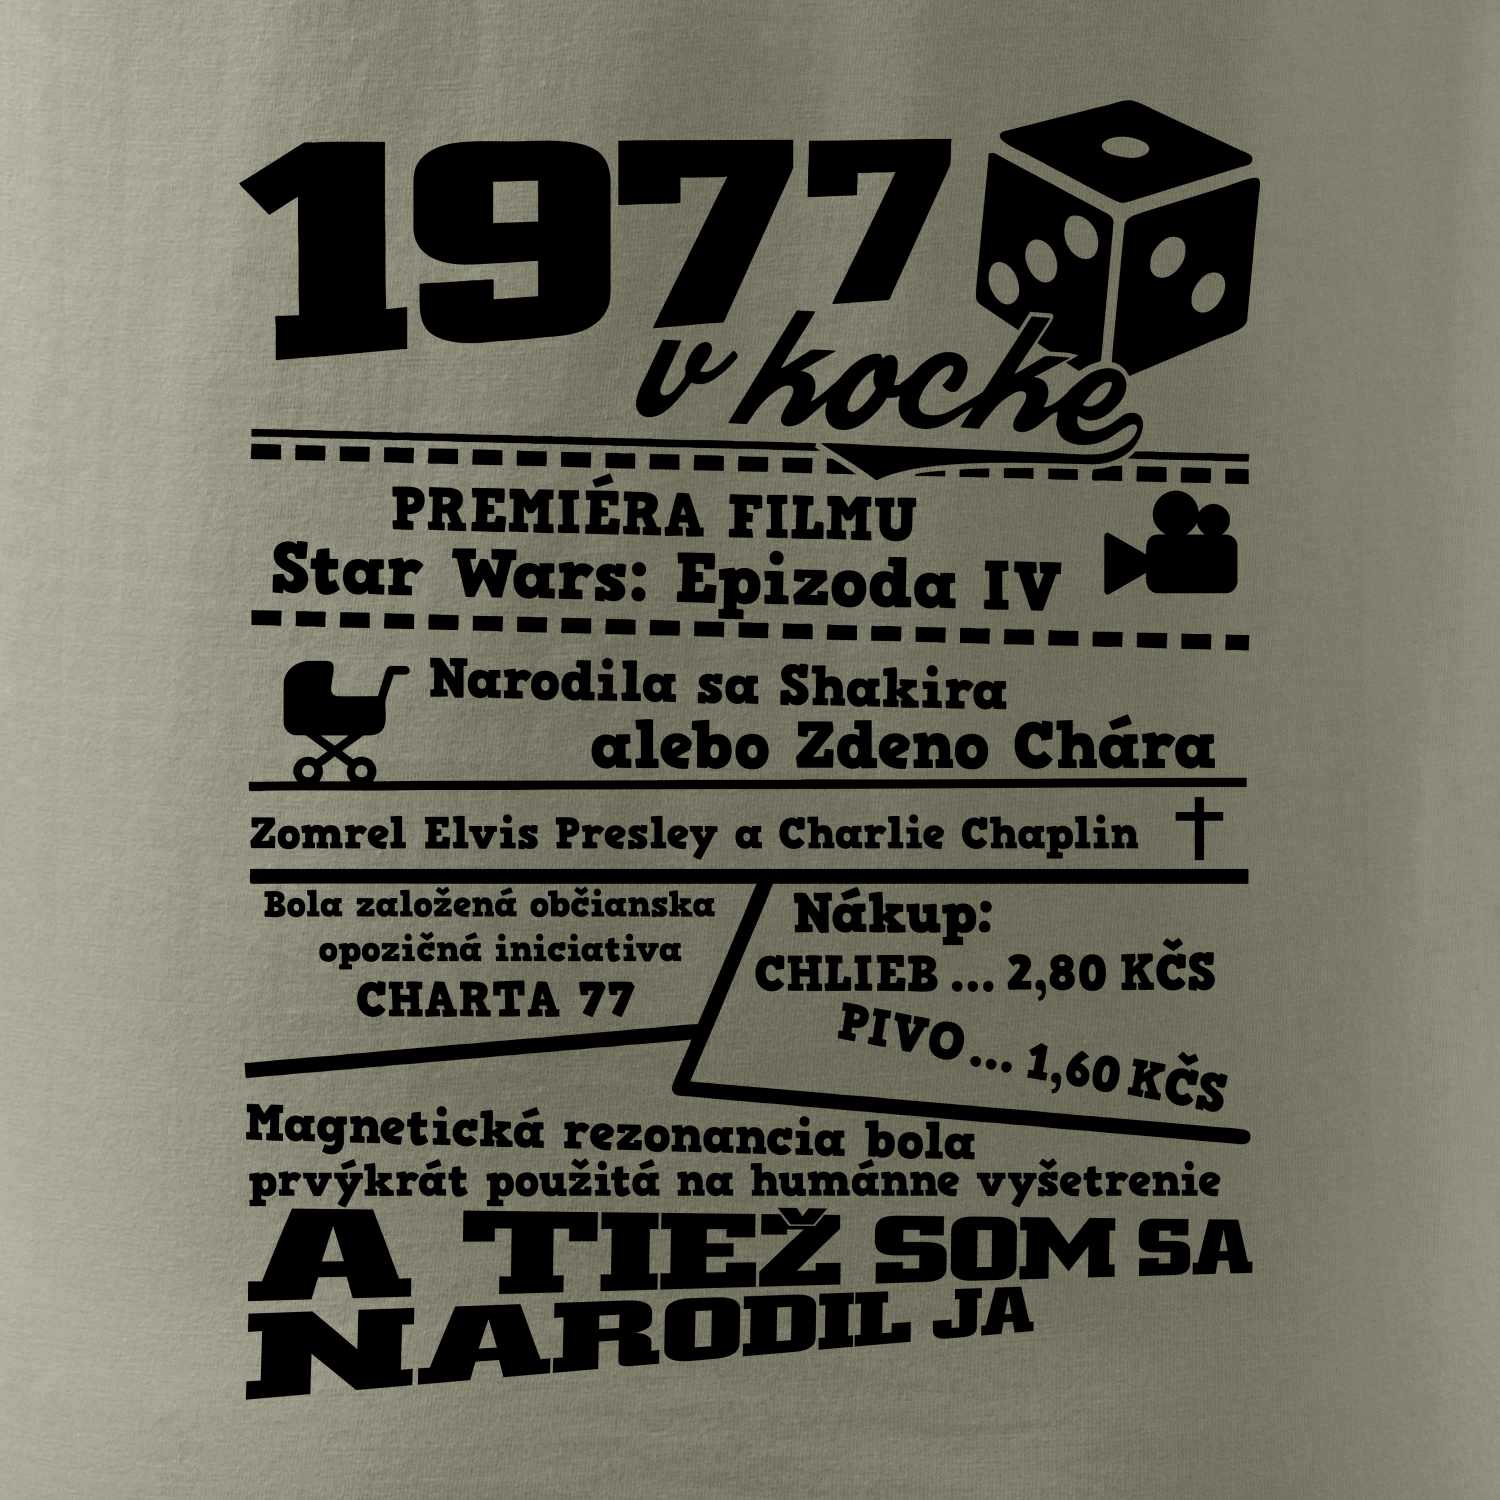 1977
v kocke
PREMIÉRA FILMU
Star Wars: Epizoda IV
Narodila sa Shakira
alebo Zdeno Chára
Zomrel Elvis Presley a Charlie Chaplin
Bola založená občianska
opozičná iniciatíva
CHARTA 77
Nákup:
CHLIEB ... 2,80 KČS
PIVO ... 1,60 KČS
Magnetická rezonancia bola
prvýkrát použitá na humánne vyšetrenie
A TIEŽ SOM SA
NARODIL JA